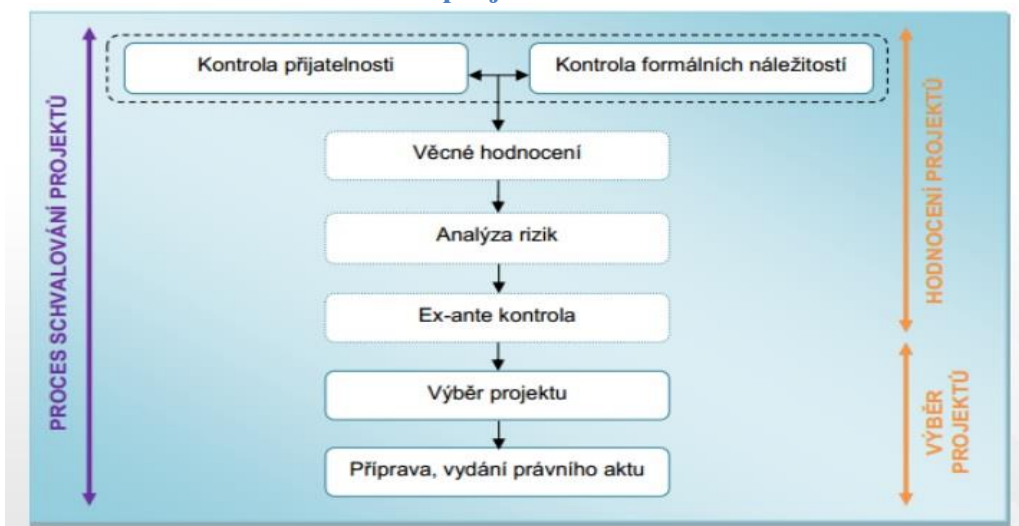 PROCES SCHVALOVÁNÍ PROJEKTŮ
Kontrola přijatelnosti
Kontrola formálních náležitostí
Věcné hodnocení
Analýza rizik
Ex-ante kontrola
Výběr projektu
Příprava, vydání právního aktu
HODNOCENÍ PROJEKTŮ
VÝBĚR
PROJEKTŮ